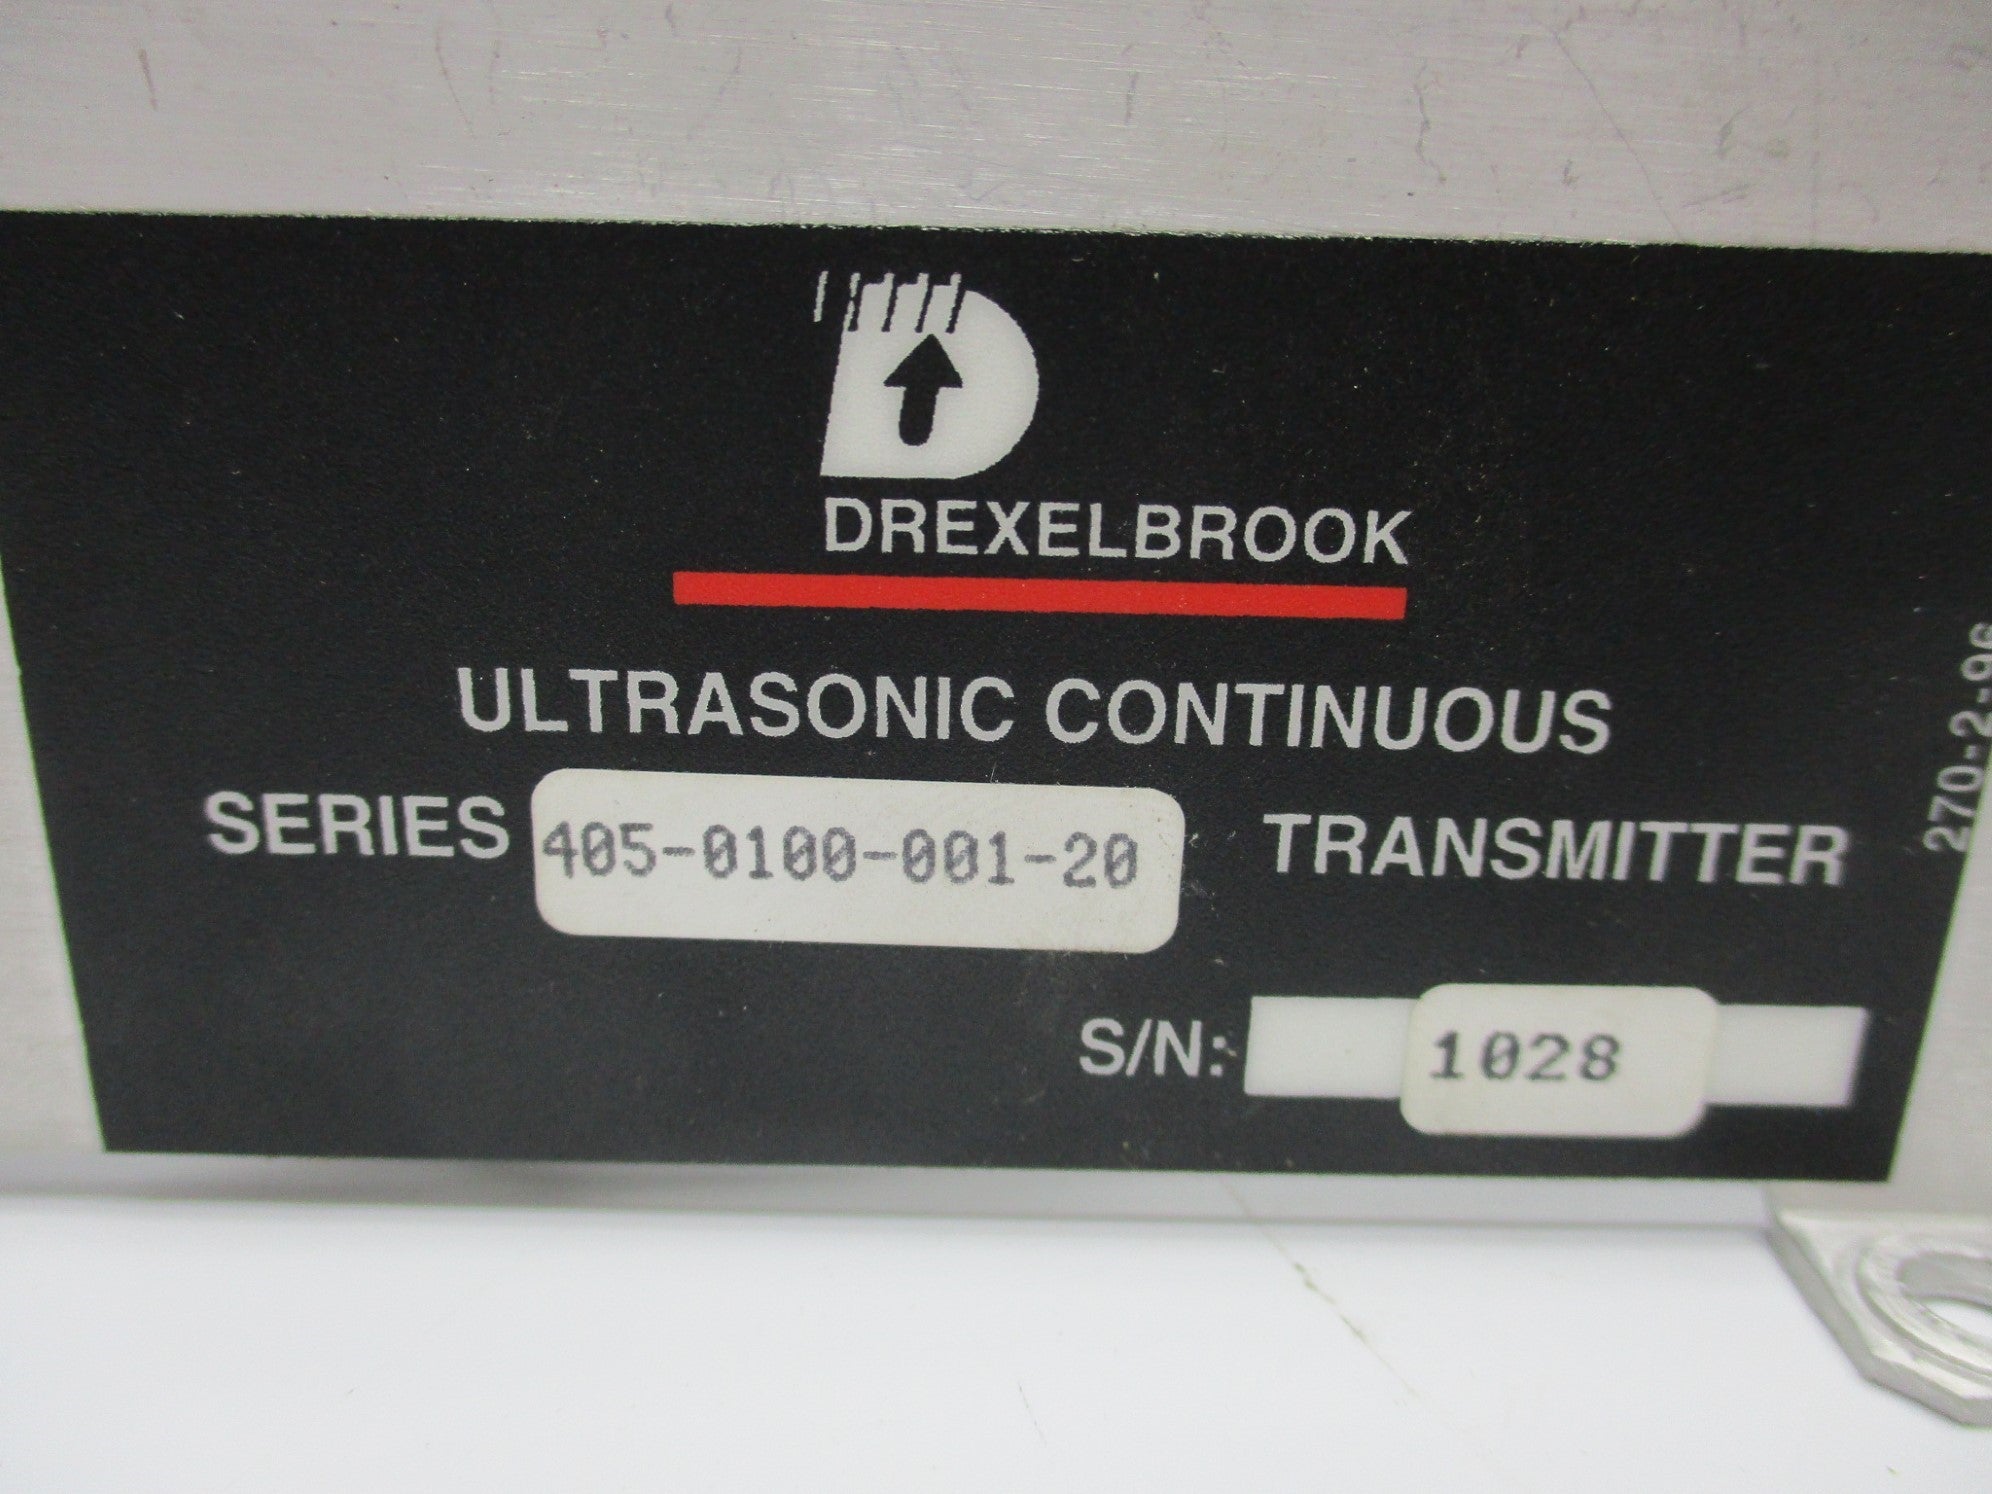 DREXELBROOK
ULTRASONIC CONTINUOUS
SERIES 405-0100-001-20 TRANSMITTER
S/N: 1028
270-2-96